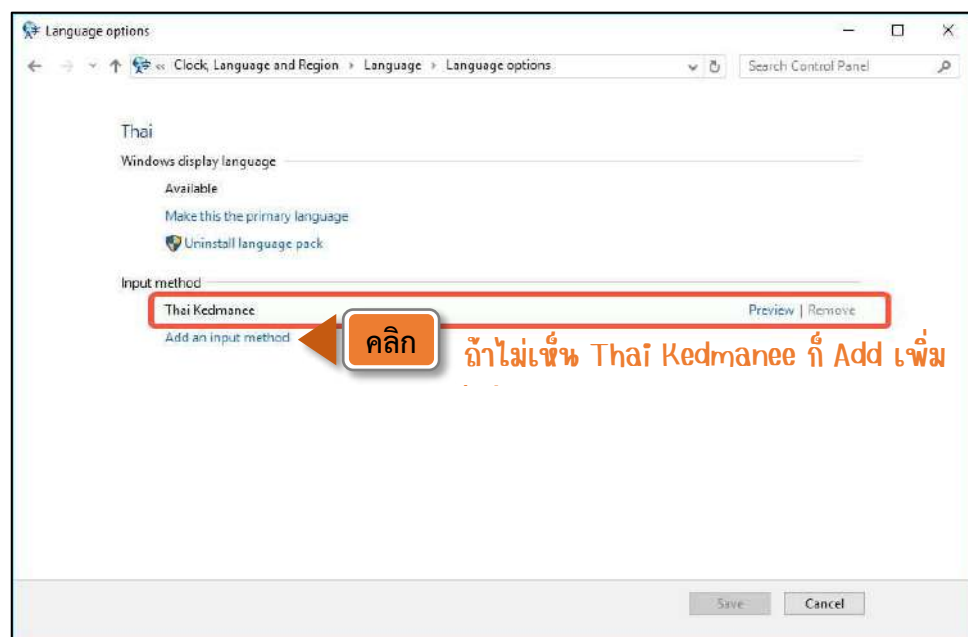 Language options
« Clock, Language and Region › Language › Language options
Search Control Panel
Thai
Windows display language
Available
Make this the primary language
Uninstall language pack
Input method
Thai Kedmanee
Preview | Remove
Add an input method
คลิก
ถ้าไม่เห็น Thai Kedmanee ก็ Add เพิ่ม
Save
Cancel